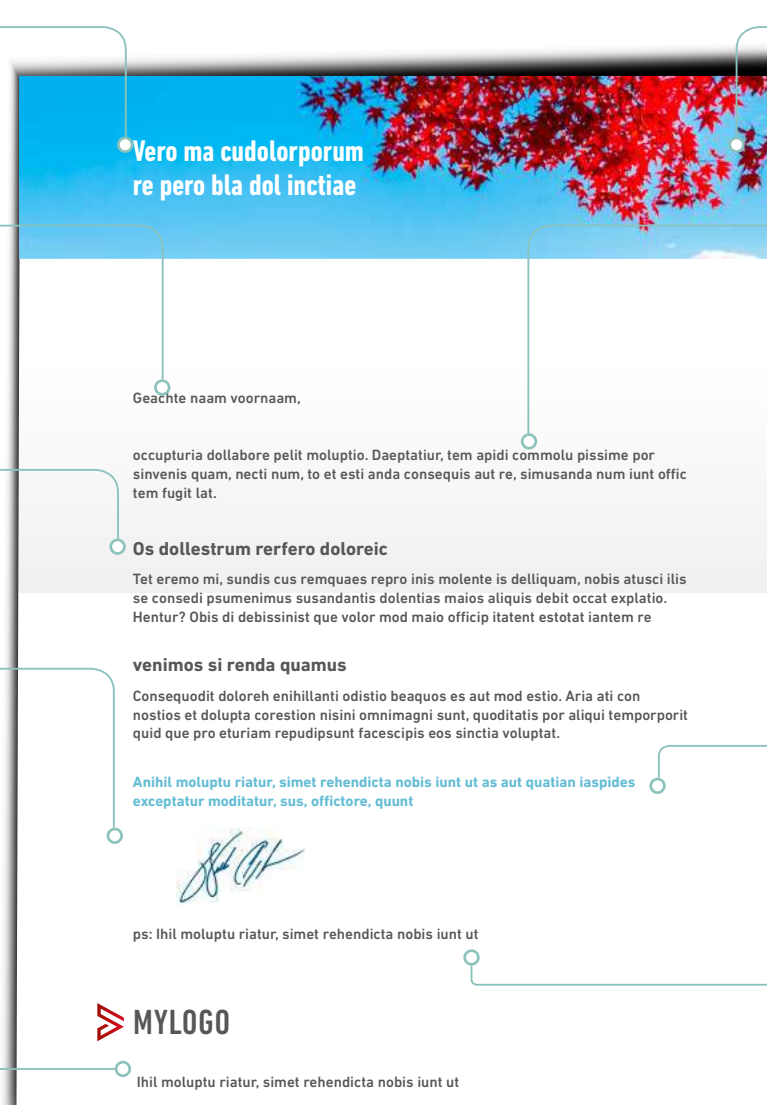 Vero ma cudolorporum
re pero bla dol inctiae
Geachte naam voornaam,
occupturia dollabore pelit moluptio. Daeptatiur, tem apidi commolu pissime por
sinvenis quam, necti num, to et esti anda consequis aut re, simusanda num iunt offic
tem fugit lat.
Os dollestrum rerfero doloreic
Tet eremo mi, sundis cus remquaes repro inis molente is delliquam, nobis atusci ilis
se consedi psumenimus susandantis dolentias maios aliquis debit occat explatio.
Hentur? Obis di debissinist que volor mod maio officip itatent estotat iantem re
venimos si renda quamus
Consequodit doloreh enihillanti odistio beaquos es aut mod estio. Aria ati con
nostios et dolupta corestion nisini omnimagni sunt, quoditatis por aliqui temporporit
quid que pro eturiam repudipsunt facescipis eos sinctia voluptat.
Anihil moluptu riatur, simet rehendicta nobis iunt ut as aut quatian iaspides
exceptatur moditatur, sus, offictore, quunt
ps: Ihil moluptu riatur, simet rehendicta nobis iunt ut
MYLOGO
Ihil moluptu riatur, simet rehendicta nobis iunt ut